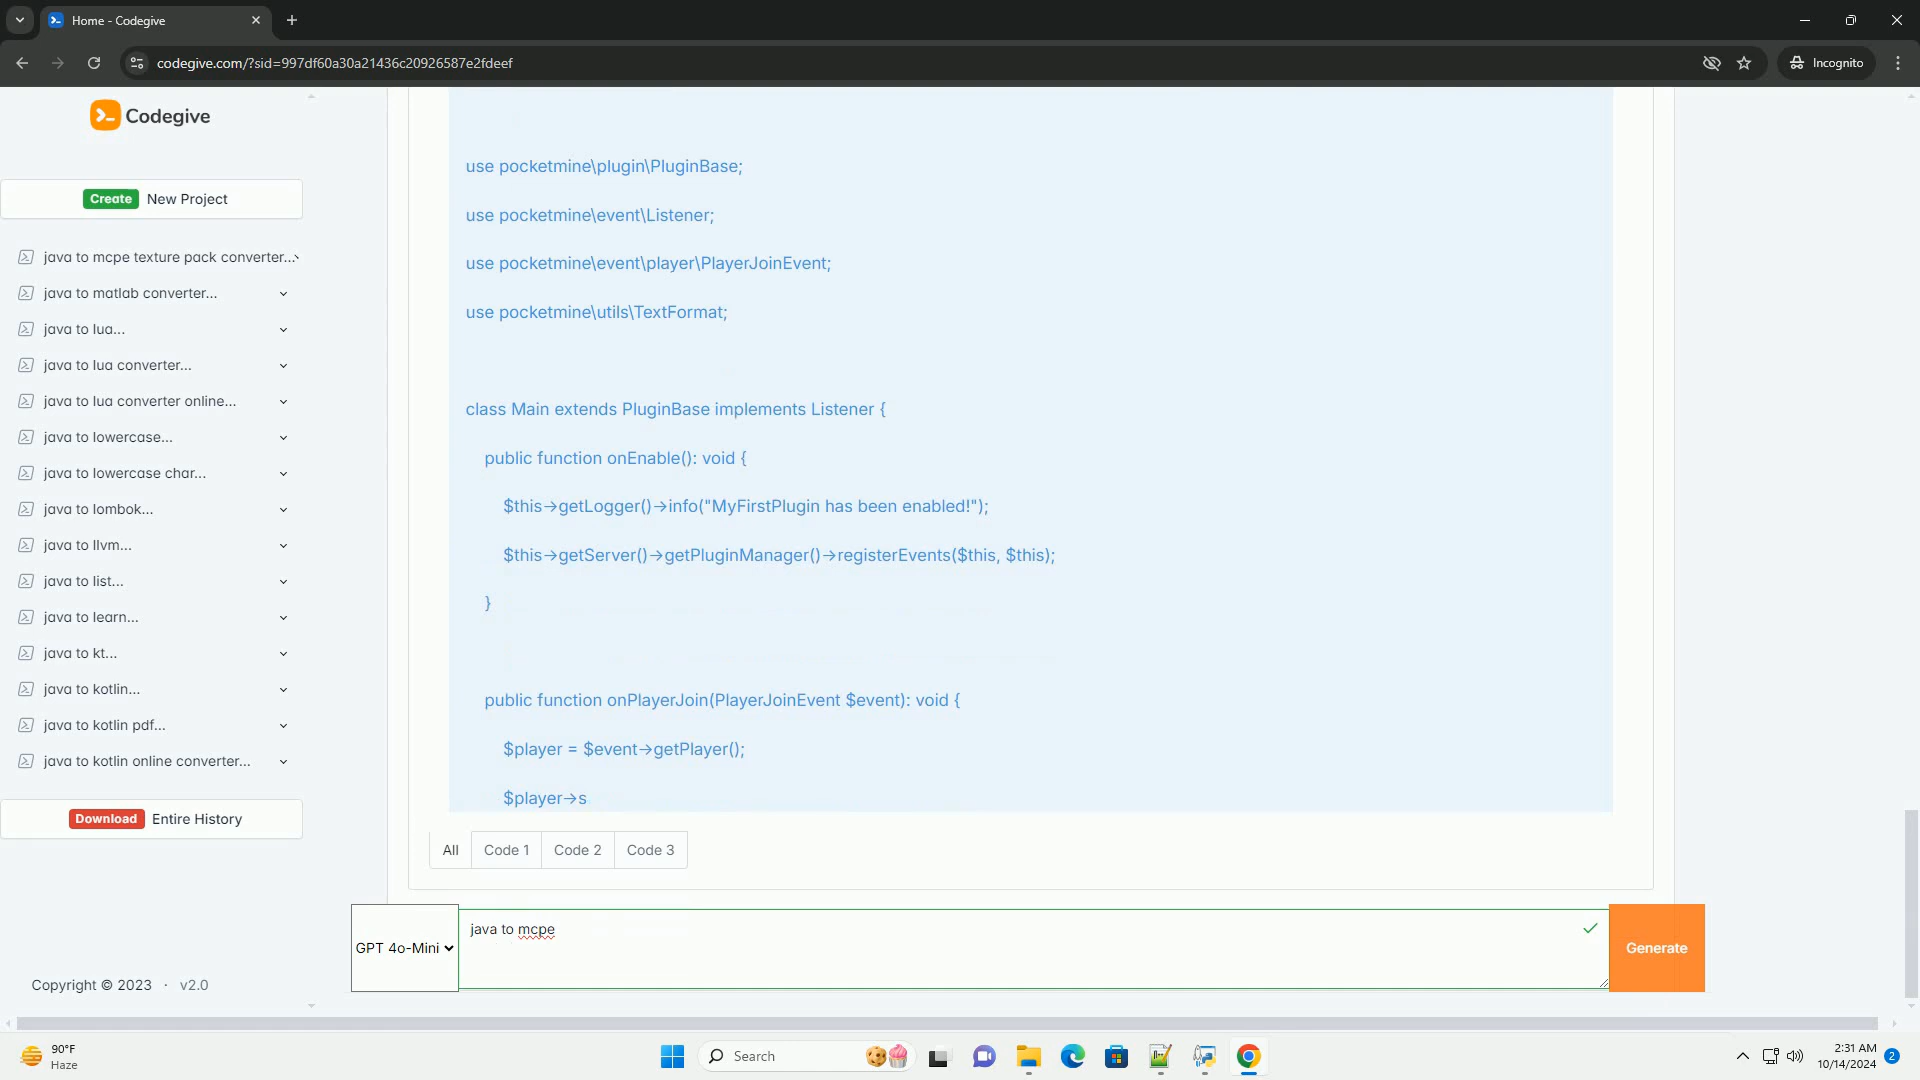 Home - Codegive
codegive.com/?sid=997df60a30a21436c20926587e2fdeef
Incognito
Codegive
Create New Project
java to mcpe texture pack converter...
java to matlab converter...
java to lua...
java to lua converter...
java to lua converter online...
java to lowercase...
java to lowercase char...
java to lombok...
java to llvm...
java to list...
java to learn...
java to kt...
java to kotlin...
java to kotlin pdf...
java to kotlin online converter...
Download Entire History
Copyright © 2023 · v2.0
use pocketmine\plugin\PluginBase;
use pocketmine\event\Listener;
use pocketmine\event\player\PlayerJoinEvent;
use pocketmine\utils\TextFormat;
class Main extends PluginBase implements Listener {
public function onEnable(): void {
$this->getLogger()->info("MyFirstPlugin has been enabled!");
$this->getServer()->getPluginManager()->registerEvents($this, $this);
}
public function onPlayerJoin(PlayerJoinEvent $event): void {
$player = $event->getPlayer();
$player->s
All Code 1 Code 2 Code 3
GPT 4o-Mini
java to mcpe
Generate
90°F
Haze
Search
2:31 AM
10/14/2024
2